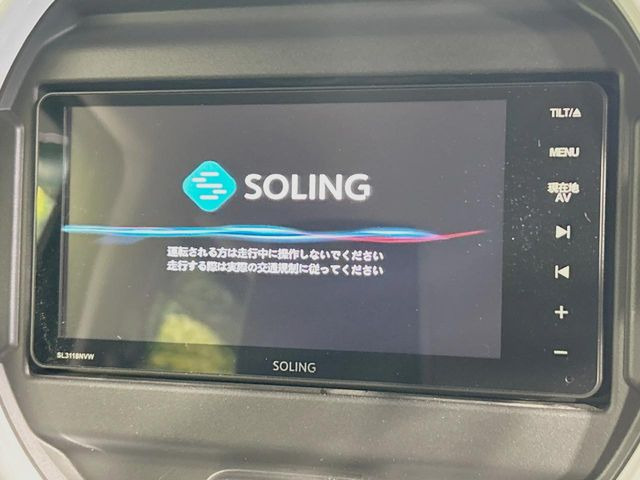 TILT/⏏
MENU
現在地
AV
SOLING
運転される方は走行中に操作しないでください
走行する際は実際の交通規制に従ってください
+
−
SL3118NVW
SOLING